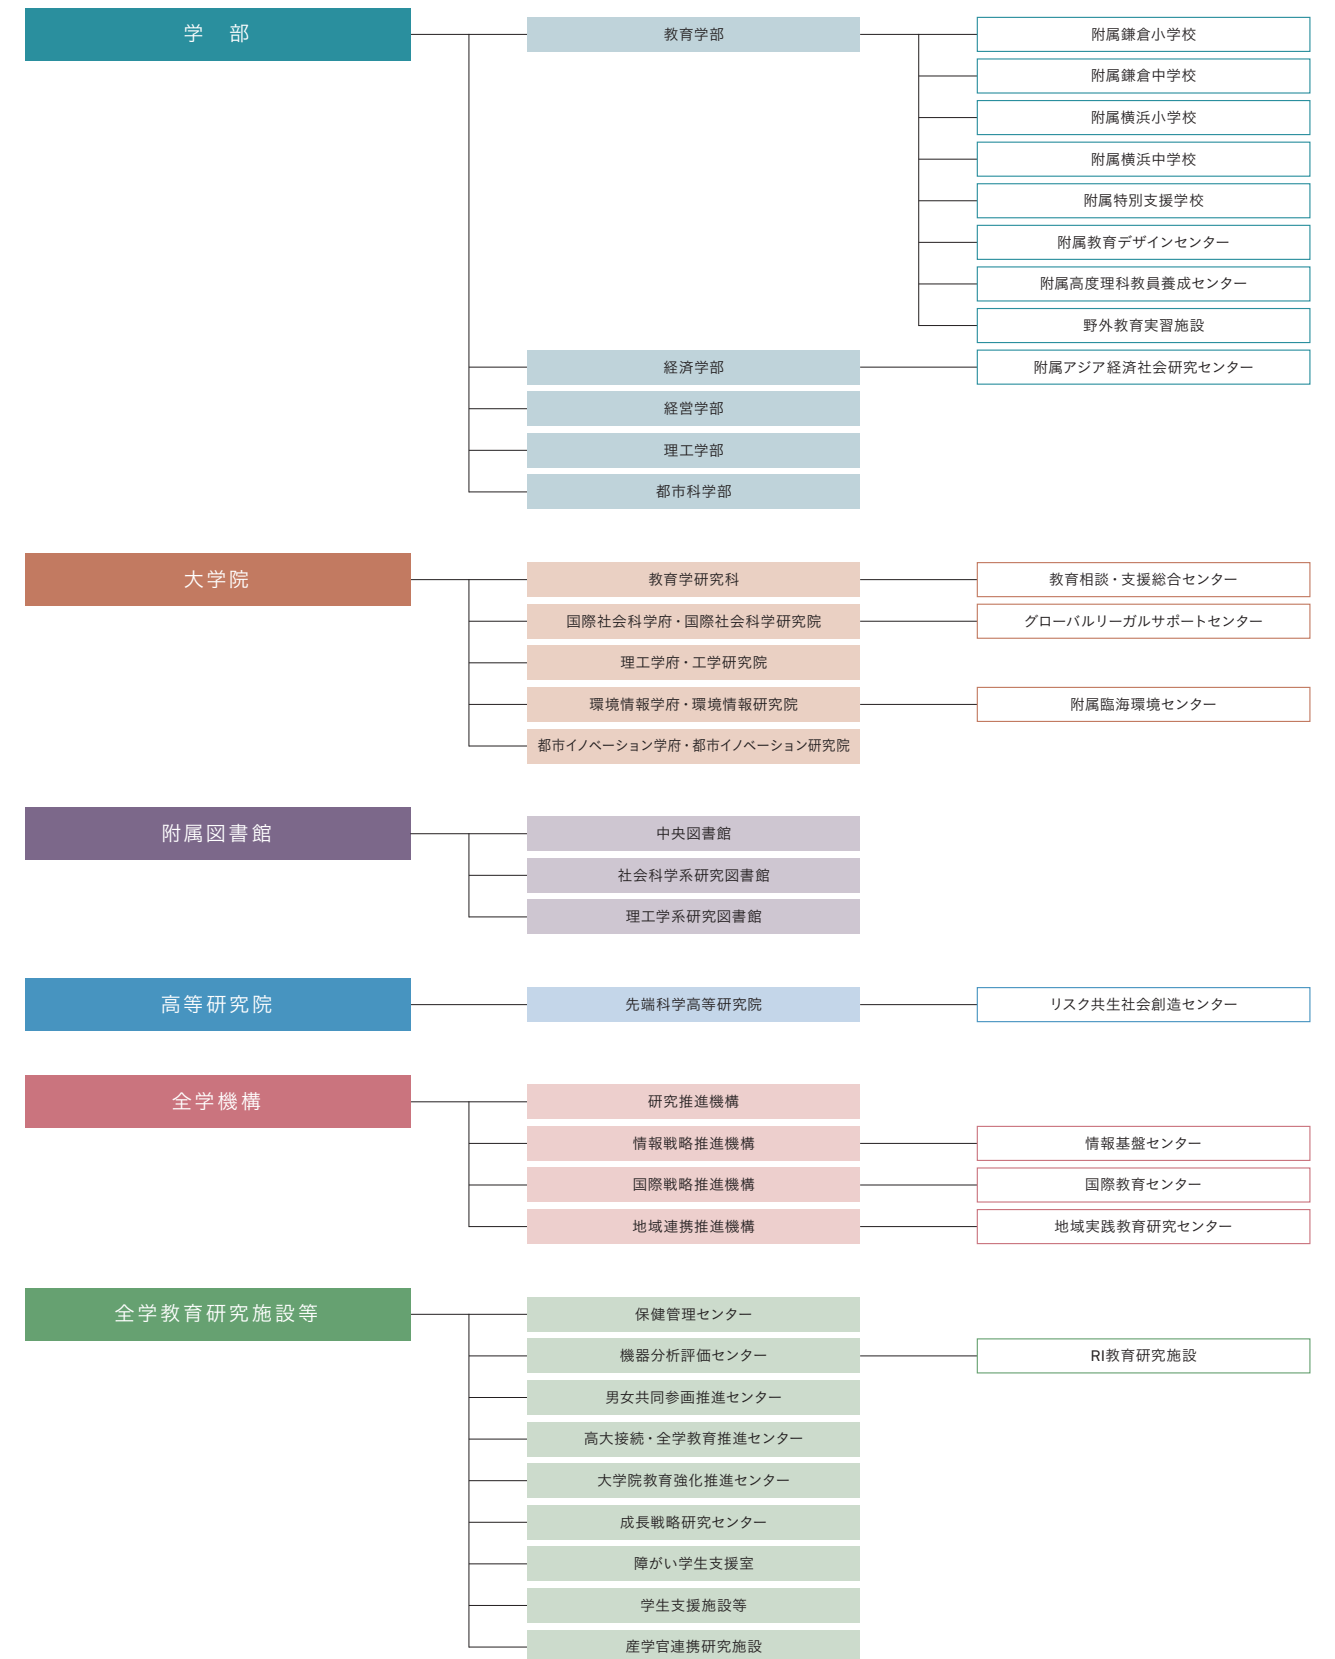 学　部
教育学部
附属鎌倉小学校
附属鎌倉中学校
附属横浜小学校
附属横浜中学校
附属特別支援学校
附属教育デザインセンター
附属高度理科教員養成センター
野外教育実習施設
経済学部
附属アジア経済社会研究センター
経営学部
理工学部
都市科学部
大学院
教育学研究科
教育相談・支援総合センター
国際社会科学府・国際社会科学研究院
グローバルリーガルサポートセンター
理工学府・工学研究院
環境情報学府・環境情報研究院
附属臨海環境センター
都市イノベーション学府・都市イノベーション研究院
附属図書館
中央図書館
社会科学系研究図書館
理工学系研究図書館
高等研究院
先端科学高等研究院
リスク共生社会創造センター
全学機構
研究推進機構
情報戦略推進機構
情報基盤センター
国際戦略推進機構
国際教育センター
地域連携推進機構
地域実践教育研究センター
全学教育研究施設等
保健管理センター
機器分析評価センター
RI教育研究施設
男女共同参画推進センター
高大接続・全学教育推進センター
大学院教育強化推進センター
成長戦略研究センター
障がい学生支援室
学生支援施設等
産学官連携研究施設